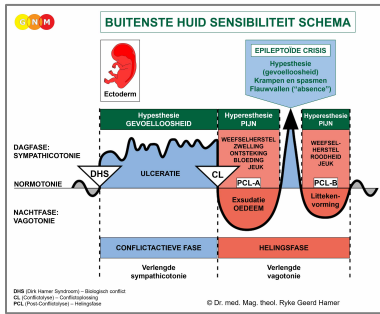 GNM
BUITENSTE HUID SENSIBILITEIT SCHEMA
Ectoderm
EPILEPTOÏDE CRISIS
Hypesthesie
(gevoelloosheid)
Krampen en spasmen
Flauwvallen ("absence")
Hypesthesie
GEVOELLOOSHEID
Hyperesthesie
PIJN
Hyperesthesie
PIJN
DAGFASE:
SYMPATHICOTONIE
WEEFSELHERSTEL
ZWELLING
ONTSTEKING
BLOEDING
JEUK
WEEFSEL-
HERSTEL
ROODHEID
JEUK
DHS
ULCERATIE
CL
PCL-A
PCL-B
NORMOTONIE
NACHTFASE:
VAGOTONIE
Exsudatie
OEDEEM
Litteken-
vorming
CONFLICTACTIEVE FASE
HELINGSFASE
Verlengde
sympathicotonie
Verlengde
vagotonie
DHS (Dirk Hamer Syndroom) – Biologisch conflict
CL (Conflictolyse) – Conflictoplossing
PCL (Post-Conflictolyse) – Helingsfase
© Dr. med. Mag. theol. Ryke Geerd Hamer